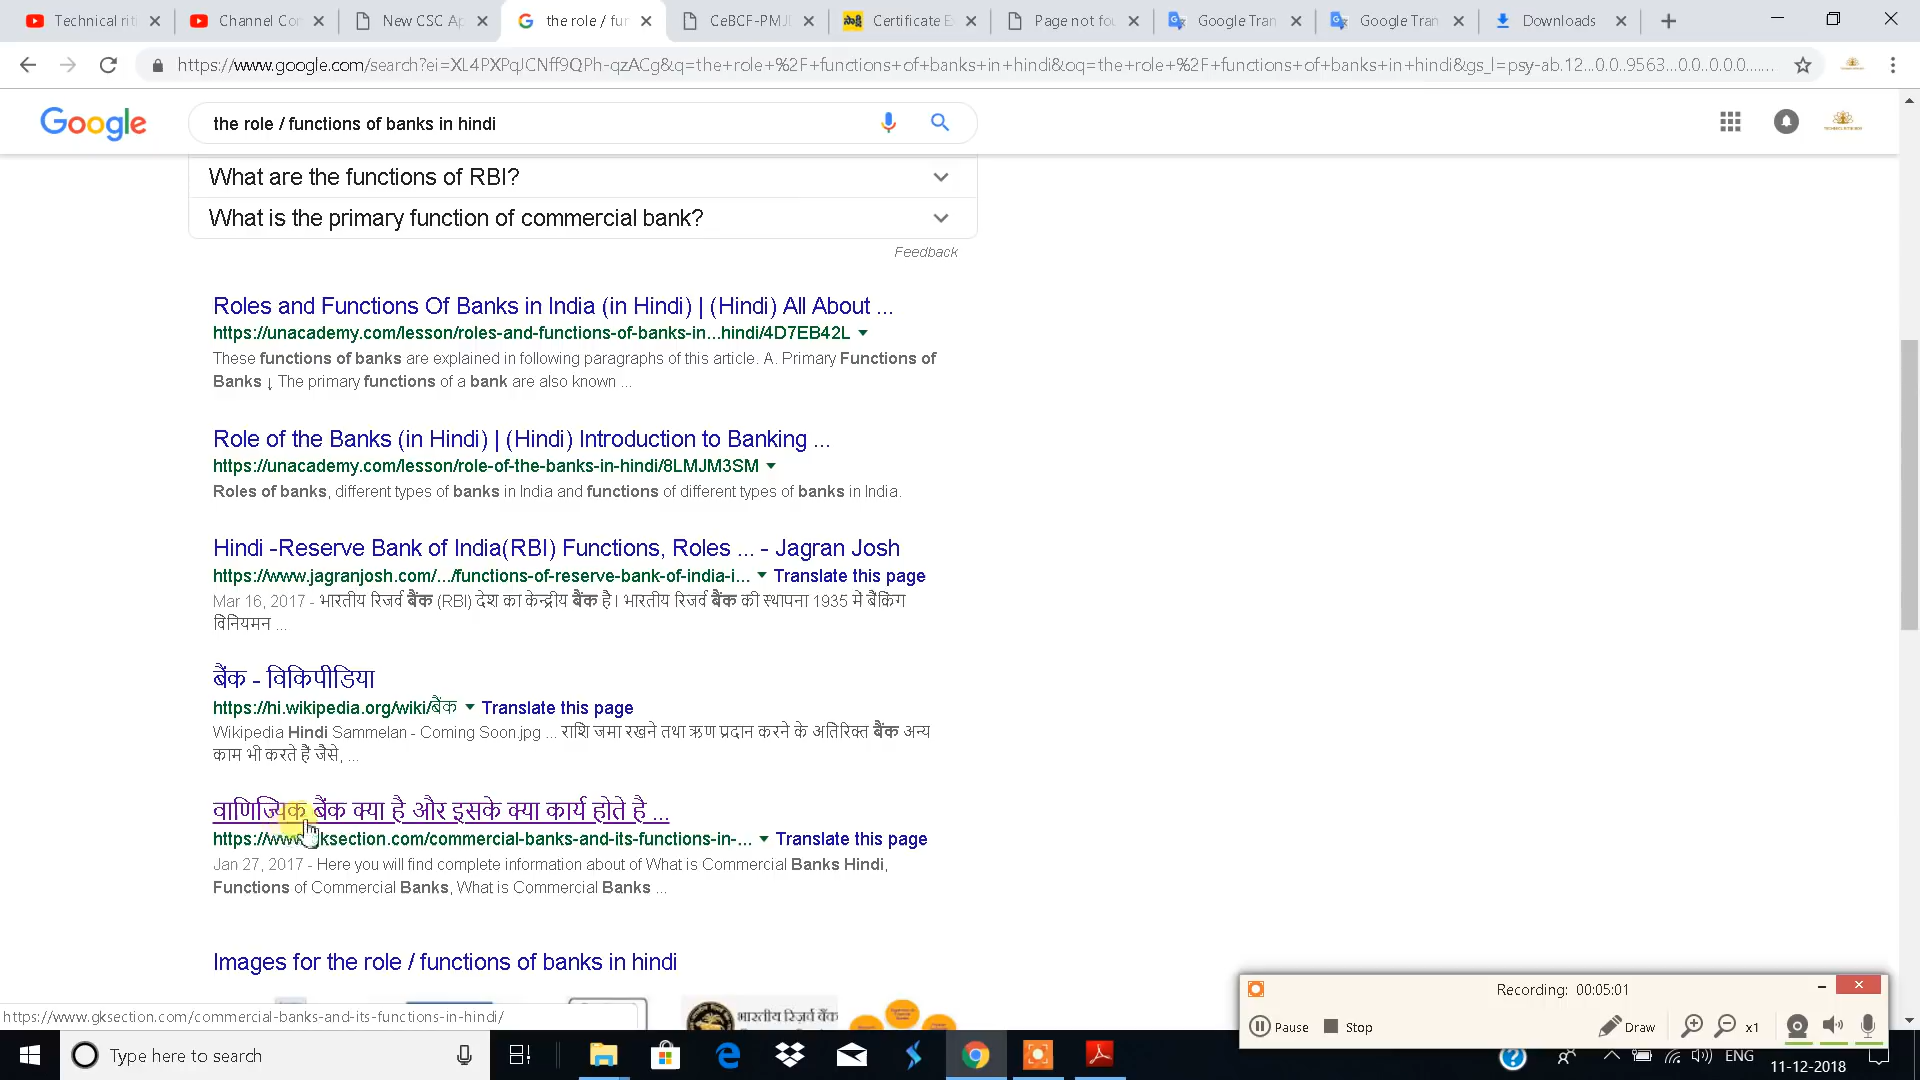 Technical rit
Channel Con
New CSC Ap
the role / fur
CeBCF-PMJD
Certificate E
Page not fou
Google Tran
Google Tran
Downloads
https://www.google.com/search?ei=XL4PXPqJCNff9QPh-qzACg&q=the+role+%2F+functions+of+banks+in+hindi&oq=the+role+%2F+functions+of+banks+in+hindi&gs_l=psy-ab.12...0.0..9563...0.0..0.0.0.......
Google
the role / functions of banks in hindi
What are the functions of RBI?
What is the primary function of commercial bank?
Feedback
Roles and Functions Of Banks in India (in Hindi) | (Hindi) All About ...
https://unacademy.com/lesson/roles-and-functions-of-banks-in...hindi/4D7EB42L
These functions of banks are explained in following paragraphs of this article. A. Primary Functions of
Banks ↓ The primary functions of a bank are also known ...
Role of the Banks (in Hindi) | (Hindi) Introduction to Banking ...
https://unacademy.com/lesson/role-of-the-banks-in-hindi/8LMJM3SM
Roles of banks, different types of banks in India and functions of different types of banks in India.
Hindi -Reserve Bank of India(RBI) Functions, Roles ... - Jagran Josh
https://www.jagranjosh.com/.../functions-of-reserve-bank-of-india-i... Translate this page
Mar 16, 2017 - भारतीय रिजर्व बैंक (RBI) देश का केन्द्रीय बैंक है। भारतीय रिजर्व बैंक की स्थापना 1935 में बैंकिंग
विनियमन ...
बैंक - विकिपीडिया
https://hi.wikipedia.org/wiki/बैंक Translate this page
Wikipedia Hindi Sammelan - Coming Soon.jpg ... राशि जमा रखने तथा ऋण प्रदान करने के अतिरिक्त बैंक अन्य
काम भी करते हैं जैसे, ...
वाणिज्यिक बैंक क्या है और इसके क्या कार्य होते है ...
https://www.gksection.com/commercial-banks-and-its-functions-in-... Translate this page
Jan 27, 2017 - Here you will find complete information about of What is Commercial Banks Hindi,
Functions of Commercial Banks, What is Commercial Banks ...
Images for the role / functions of banks in hindi
भारतीय रिज़र्व बैंक
https://www.gksection.com/commercial-banks-and-its-functions-in-hindi/
Recording: 00:05:01
Pause
Stop
Draw
x1
Type here to search
ENG
11-12-2018